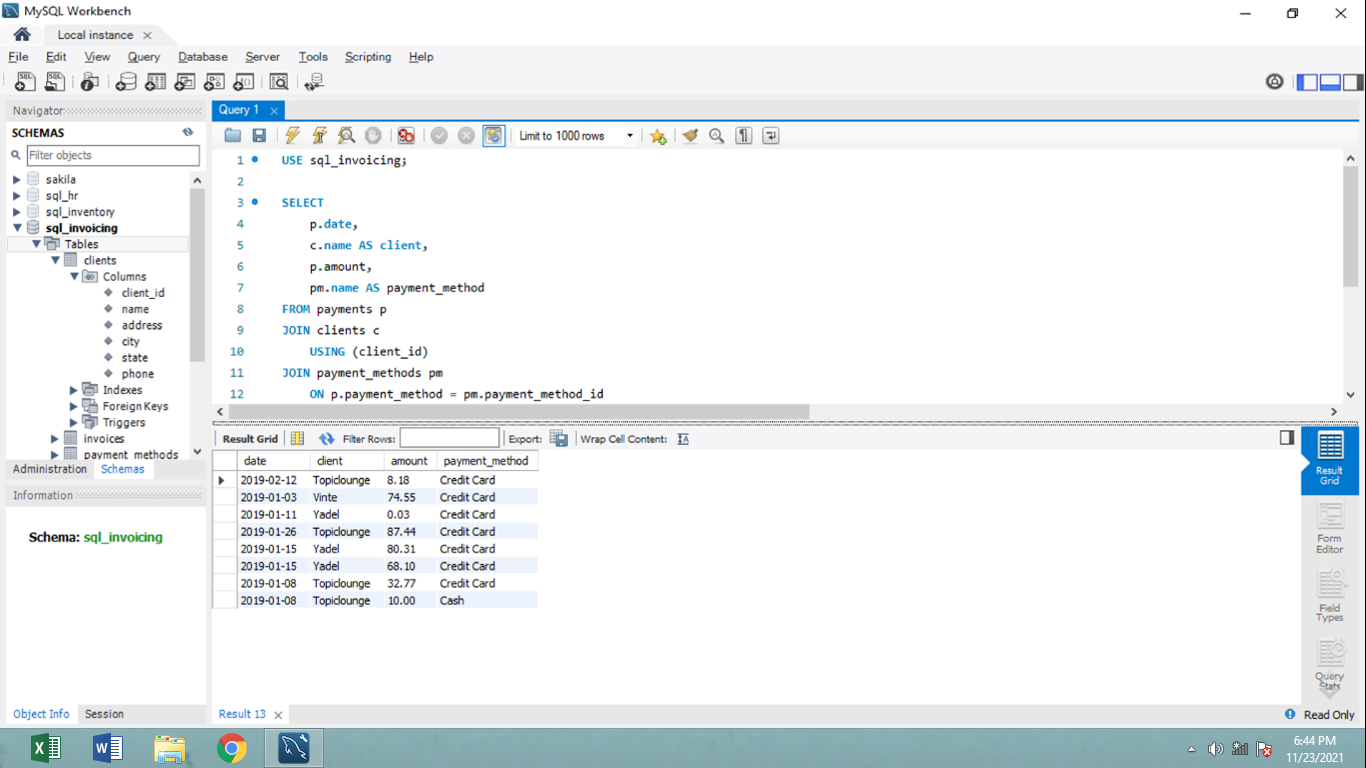 MySQL Workbench
Local instance
File Edit View Query Database Server Tools Scripting Help
Navigator
SCHEMAS
Filter objects
sakila
sql_hr
sql_inventory
sql_invoicing
Tables
clients
Columns
client_id
name
address
city
state
phone
Indexes
Foreign Keys
Triggers
invoices
payment_methods
Administration Schemas
Information
Schema: sql_invoicing
Object Info Session
Query 1
Limit to 1000 rows
1 USE sql_invoicing;
2
3 SELECT
4 p.date,
5 c.name AS client,
6 p.amount,
7 pm.name AS payment_method
8 FROM payments p
9 JOIN clients c
10 USING (client_id)
11 JOIN payment_methods pm
12 ON p.payment_method = pm.payment_method_id
Result Grid Filter Rows: Export: Wrap Cell Content:
date client amount payment_method
2019-02-12 Topiclounge 8.18 Credit Card
2019-01-03 Vinte 74.55 Credit Card
2019-01-11 Yadel 0.03 Credit Card
2019-01-26 Topiclounge 87.44 Credit Card
2019-01-15 Yadel 80.31 Credit Card
2019-01-15 Yadel 68.10 Credit Card
2019-01-08 Topiclounge 32.77 Credit Card
2019-01-08 Topiclounge 10.00 Cash
Result
Grid
Form
Editor
Field
Types
Query
Stats
Result 13
Read Only
6:44 PM
11/23/2021